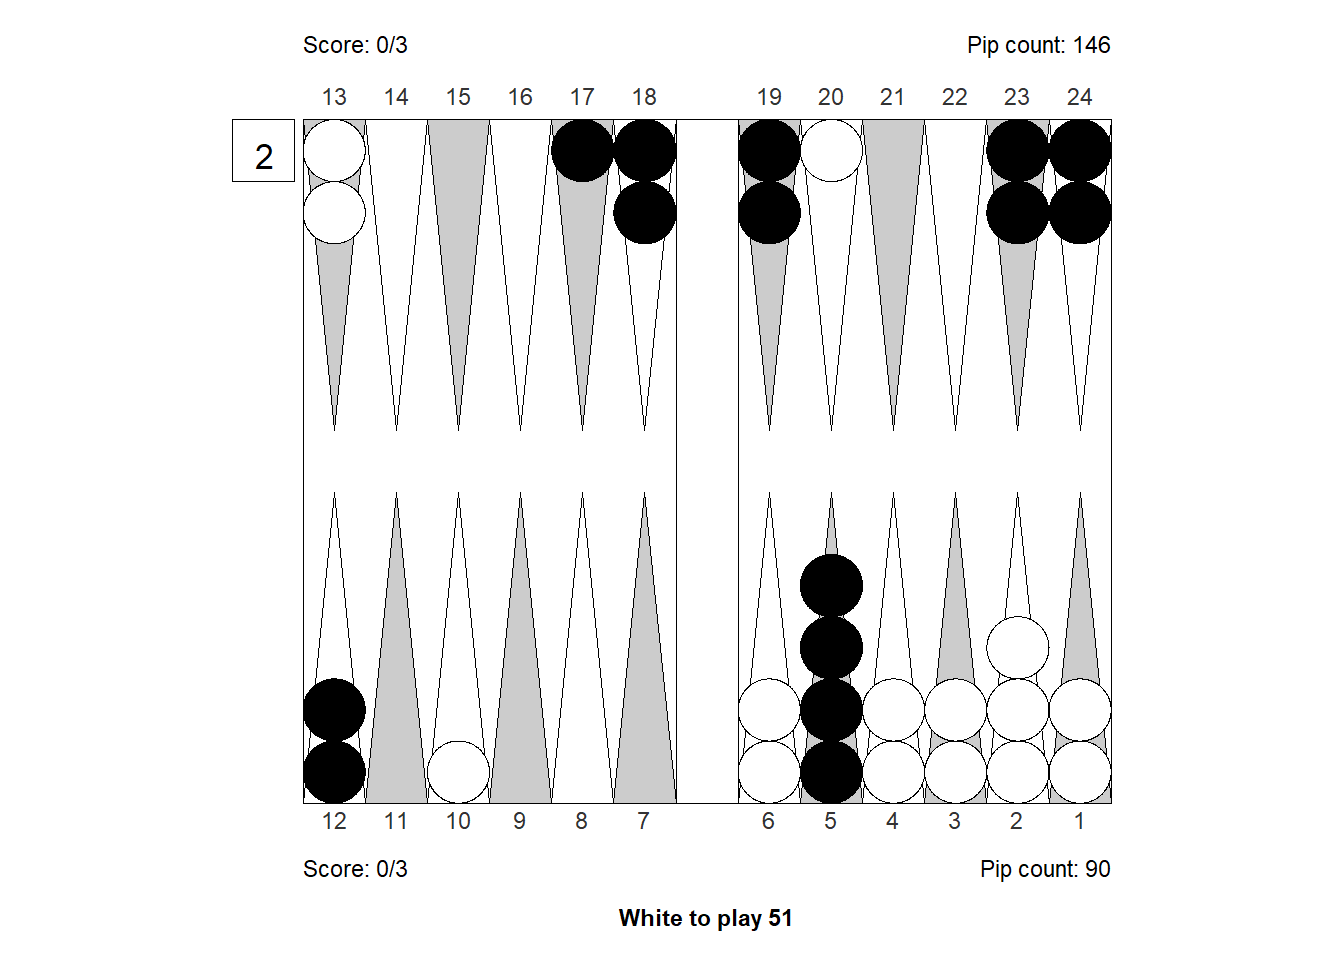 Score: 0/3 Pip count: 146
13 14 15 16 17 18 19 20 21 22 23 24
2
12 11 10 9 8 7 6 5 4 3 2 1
Score: 0/3 Pip count: 90
White to play 51